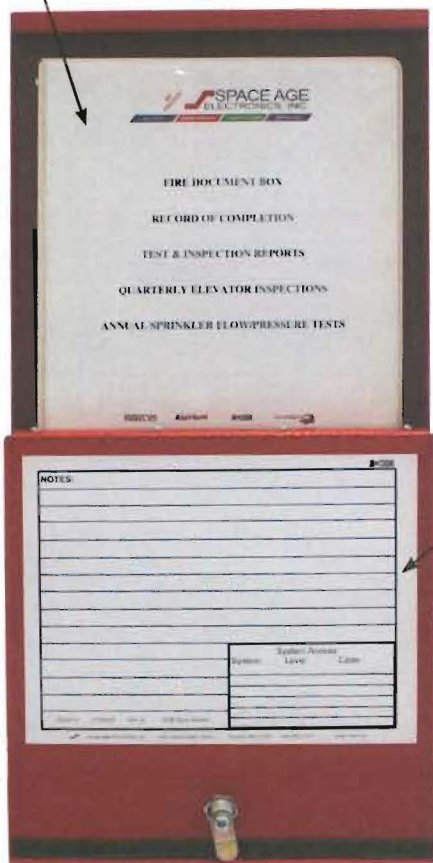 SPACE AGE
ELECTRONICS, INC.
FIRE DOCUMENT BOX
RECORD OF COMPLETION
TEST & INSPECTION REPORTS
QUARTERLY ELEVATOR INSPECTIONS
ANNUAL SPRINKLER FLOW/PRESSURE TESTS
NOTES:
System Access
System Level Code